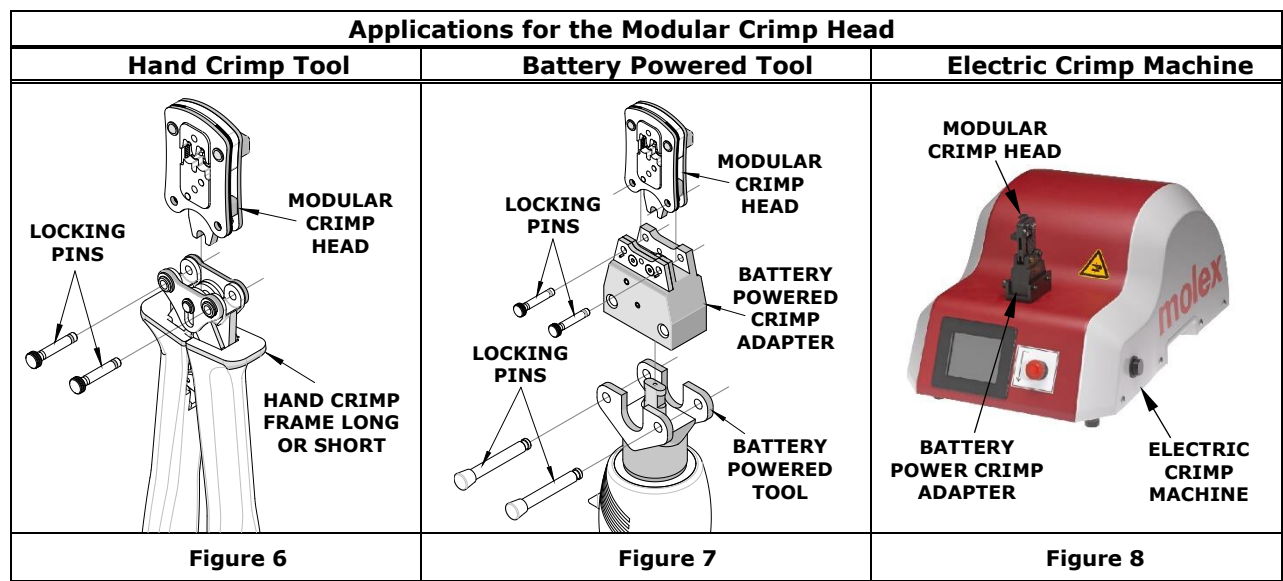 Applications for the Modular Crimp Head
Hand Crimp Tool
Battery Powered Tool
Electric Crimp Machine
MODULAR
CRIMP
HEAD
LOCKING
PINS
HAND CRIMP
FRAME LONG
OR SHORT
MODULAR
CRIMP
HEAD
LOCKING
PINS
BATTERY
POWERED
CRIMP
ADAPTER
LOCKING
PINS
BATTERY
POWERED
TOOL
MODULAR
CRIMP HEAD
molex
BATTERY
POWER CRIMP
ADAPTER
ELECTRIC
CRIMP
MACHINE
Figure 6
Figure 7
Figure 8